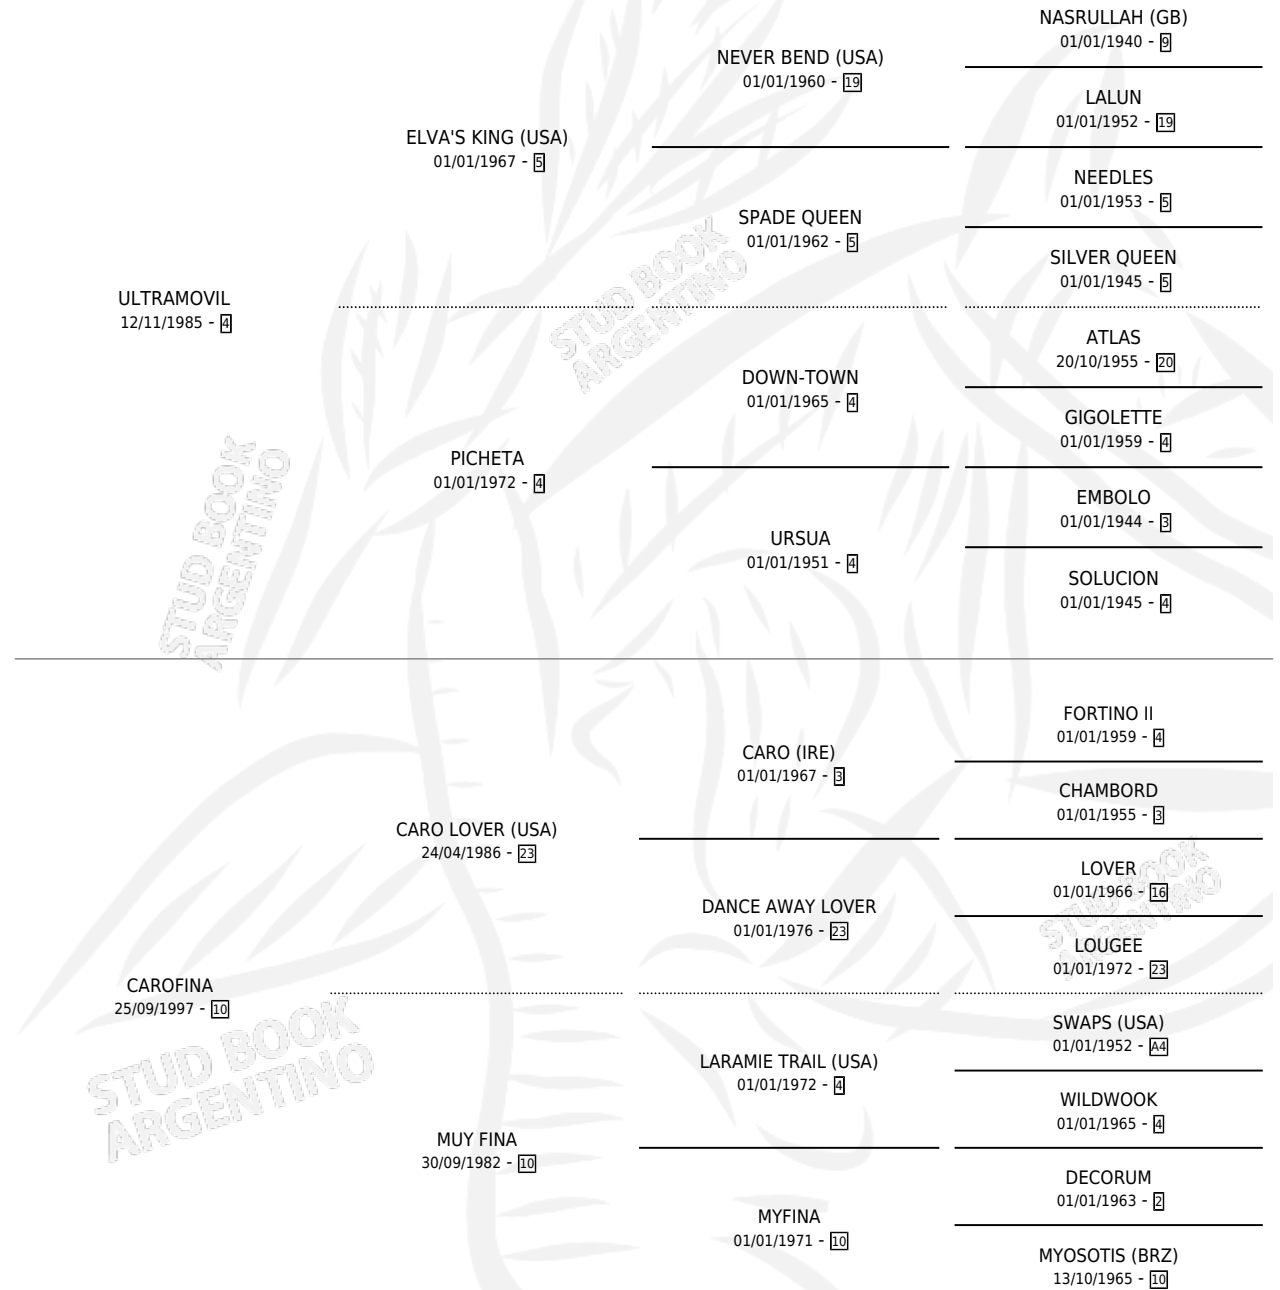 NASRULLAH (GB)
01/01/1940 - 9
NEVER BEND (USA)
01/01/1960 - 19
LALUN
01/01/1952 - 19
ELVA'S KING (USA)
01/01/1967 - 5
NEEDLES
01/01/1953 - 5
SPADE QUEEN
01/01/1962 - 5
SILVER QUEEN
01/01/1945 - 5
ULTRAMOVIL
12/11/1985 - 4
ATLAS
20/10/1955 - 20
DOWN-TOWN
01/01/1965 - 4
GIGOLETTE
01/01/1959 - 4
PICHETA
01/01/1972 - 4
EMBOLO
01/01/1944 - 3
URSUA
01/01/1951 - 4
SOLUCION
01/01/1945 - 4
STUD BOOK
ARGENTINO
STUD BOOK
ARGENTINO
FORTINO II
01/01/1959 - 4
CARO (IRE)
01/01/1967 - 3
CHAMBORD
01/01/1955 - 3
CARO LOVER (USA)
24/04/1986 - 23
LOVER
01/01/1966 - 16
DANCE AWAY LOVER
01/01/1976 - 23
LOUGEE
01/01/1972 - 23
CAROFINA
25/09/1997 - 10
SWAPS (USA)
01/01/1952 - A4
LARAMIE TRAIL (USA)
01/01/1972 - 4
WILDWOOK
01/01/1965 - 4
MUY FINA
30/09/1982 - 10
DECORUM
01/01/1963 - 2
MYFINA
01/01/1971 - 10
MYOSOTIS (BRZ)
13/10/1965 - 10
STUD BOOK
ARGENTINO
STUD BOOK
ARGENTINO